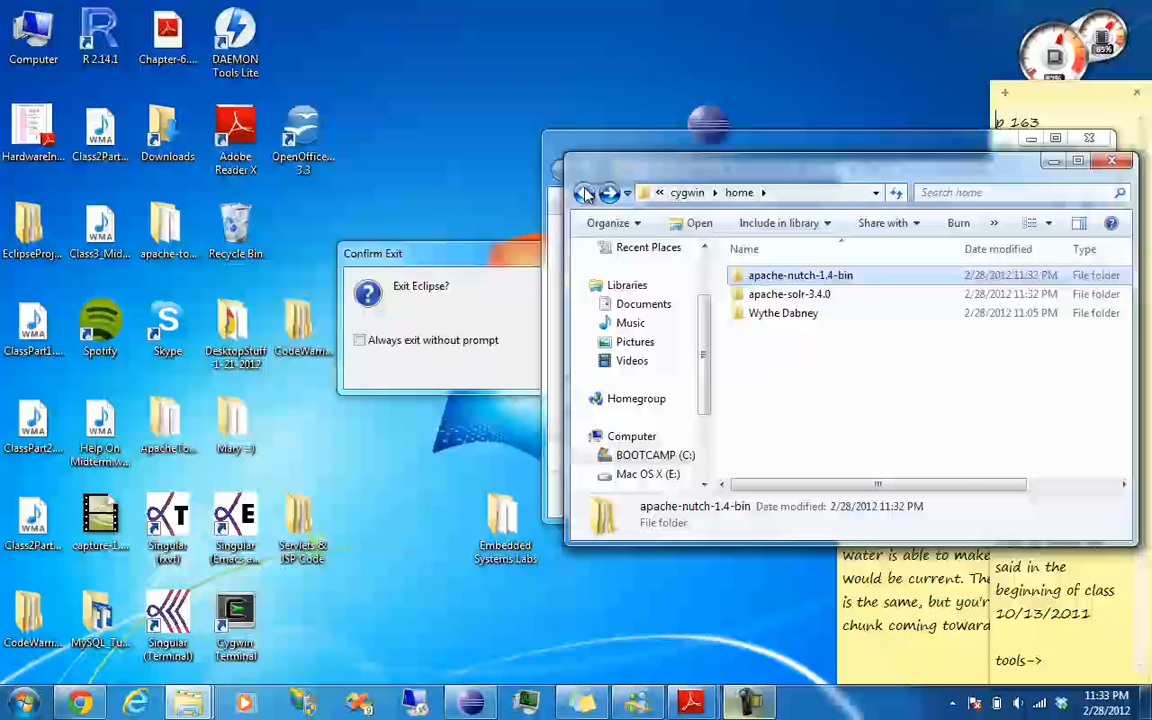 Computer
R 2.14.1
Chapter-6....
DAEMON
Tools Lite
HardwareIn...
Class2Part...
Downloads
Adobe
Reader X
OpenOffice...
3.3
EclipseProj...
Class3_Mid...
apache-to...
Recycle Bin
ClassPart1....
Spotify
Skype
DesktopStuff
-1-21-2012
CodeWarr...
ClassPart2...
Help On
Midterm.w...
ApacheTo...
Mary =)
Class2Part...
capture-1....
Singular
(rxvt)
Singular
(Emacs a...
Servlets &
JSP Code
Embedded
Systems Labs
CodeWarr...
MySQL_Tu...
Singular
(Terminal)
Cygwin
Terminal
Confirm Exit
Exit Eclipse?
Always exit without prompt
p 163
« cygwin home
Search home
Organize
Open
Include in library
Share with
Burn
»
Recent Places
Libraries
Documents
Music
Pictures
Videos
Homegroup
Computer
BOOTCAMP (C:)
Mac OS X (E:)
Name
Date modified
Type
apache-nutch-1.4-bin 2/28/2012 11:32 PM File folder
apache-solr-3.4.0 2/28/2012 11:32 PM File folder
Wythe Dabney 2/28/2012 11:05 PM File folder
apache-nutch-1.4-bin Date modified: 2/28/2012 11:32 PM
File folder
water is able to make
would be current. The
is the same, but you'r
chunk coming toward
said in the
beginning of class
10/13/2011
tools->
11:33 PM
2/28/2012